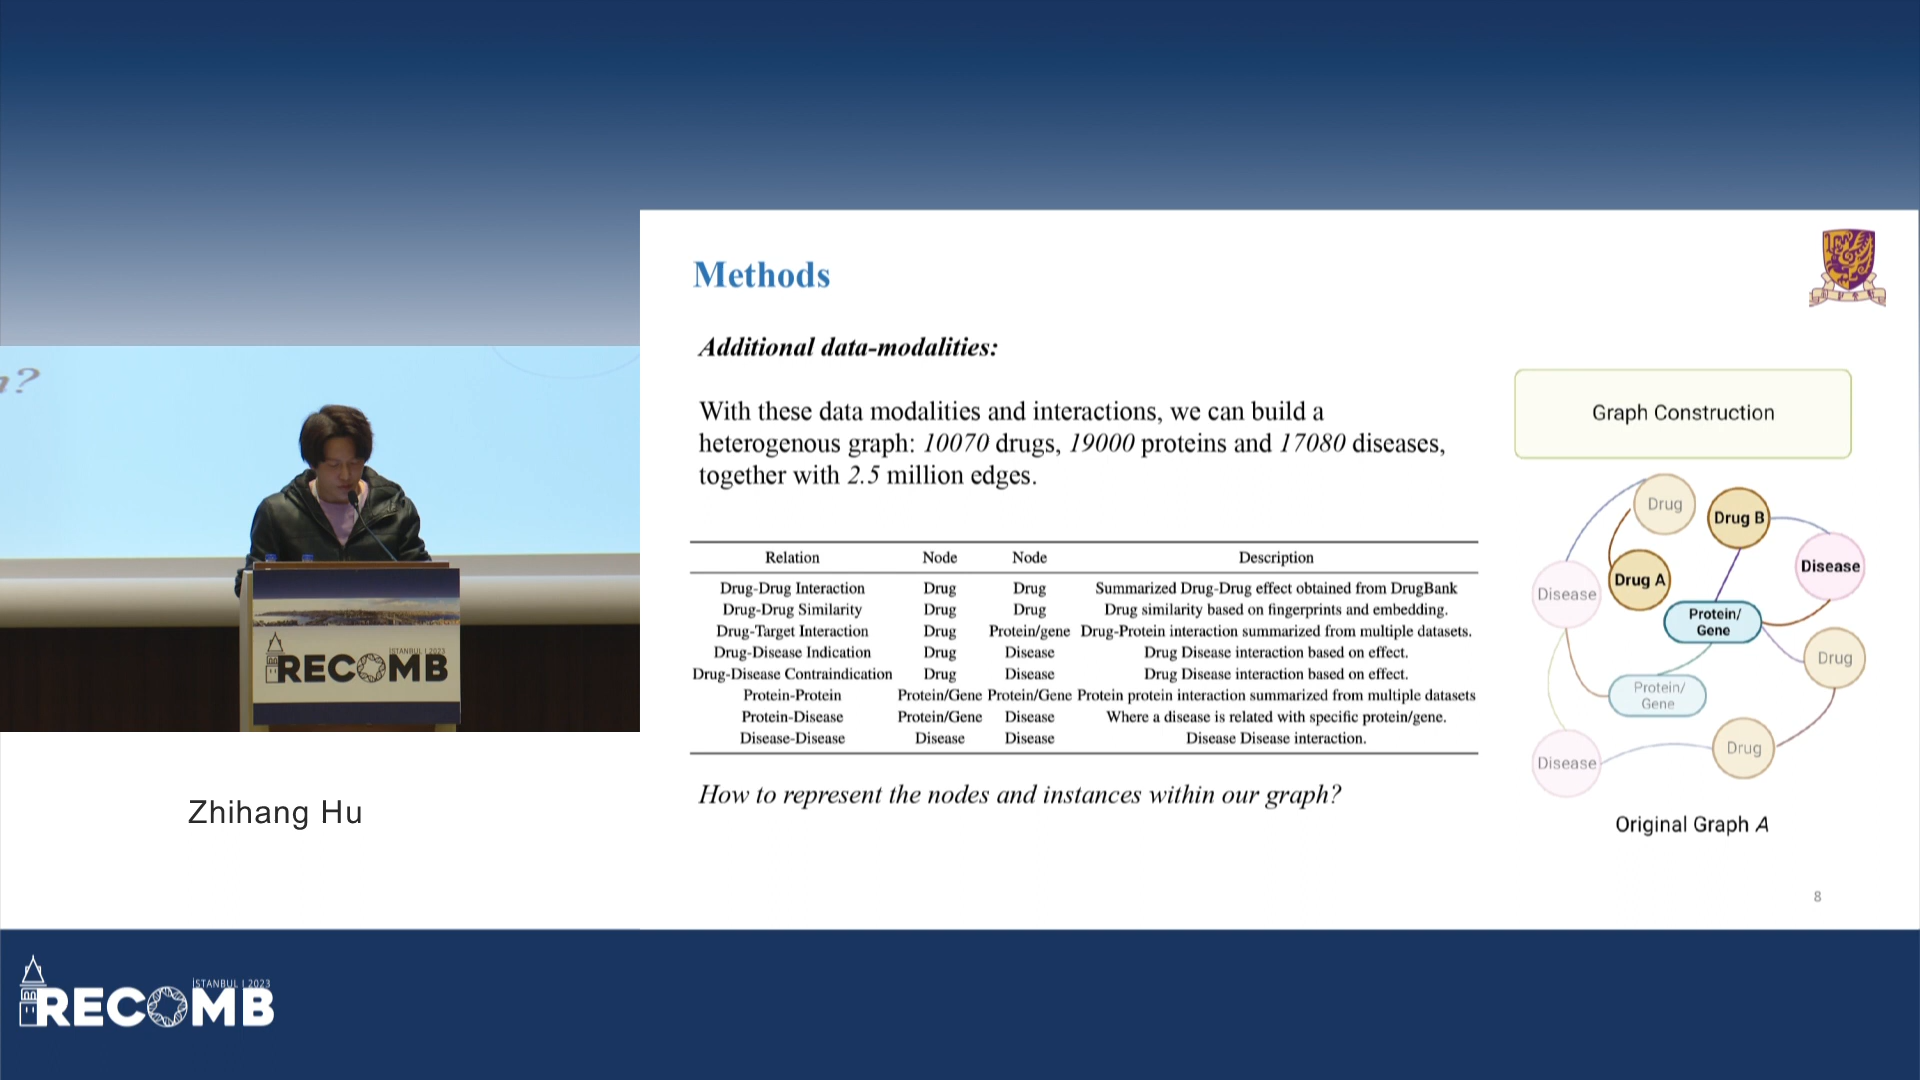 n?
ISTANBUL | 2023
RECOMB
Zhihang Hu
Methods
Additional data-modalities:
With these data modalities and interactions, we can build a
heterogenous graph: 10070 drugs, 19000 proteins and 17080 diseases,
together with 2.5 million edges.
Relation Node Node Description
Drug-Drug Interaction Drug Drug Summarized Drug-Drug effect obtained from DrugBank
Drug-Drug Similarity Drug Drug Drug similarity based on fingerprints and embedding.
Drug-Target Interaction Drug Protein/gene Drug-Protein interaction summarized from multiple datasets.
Drug-Disease Indication Drug Disease Drug Disease interaction based on effect.
Drug-Disease Contraindication Drug Disease Drug Disease interaction based on effect.
Protein-Protein Protein/Gene Protein/Gene Protein protein interaction summarized from multiple datasets
Protein-Disease Protein/Gene Disease Where a disease is related with specific protein/gene.
Disease-Disease Disease Disease Disease Disease interaction.
How to represent the nodes and instances within our graph?
Graph Construction
Drug
Drug B
Disease
Drug A
Disease
Protein/
Gene
Drug
Protein/
Gene
Drug
Disease
Original Graph A
8
İSTANBUL | 2023
RECOMB